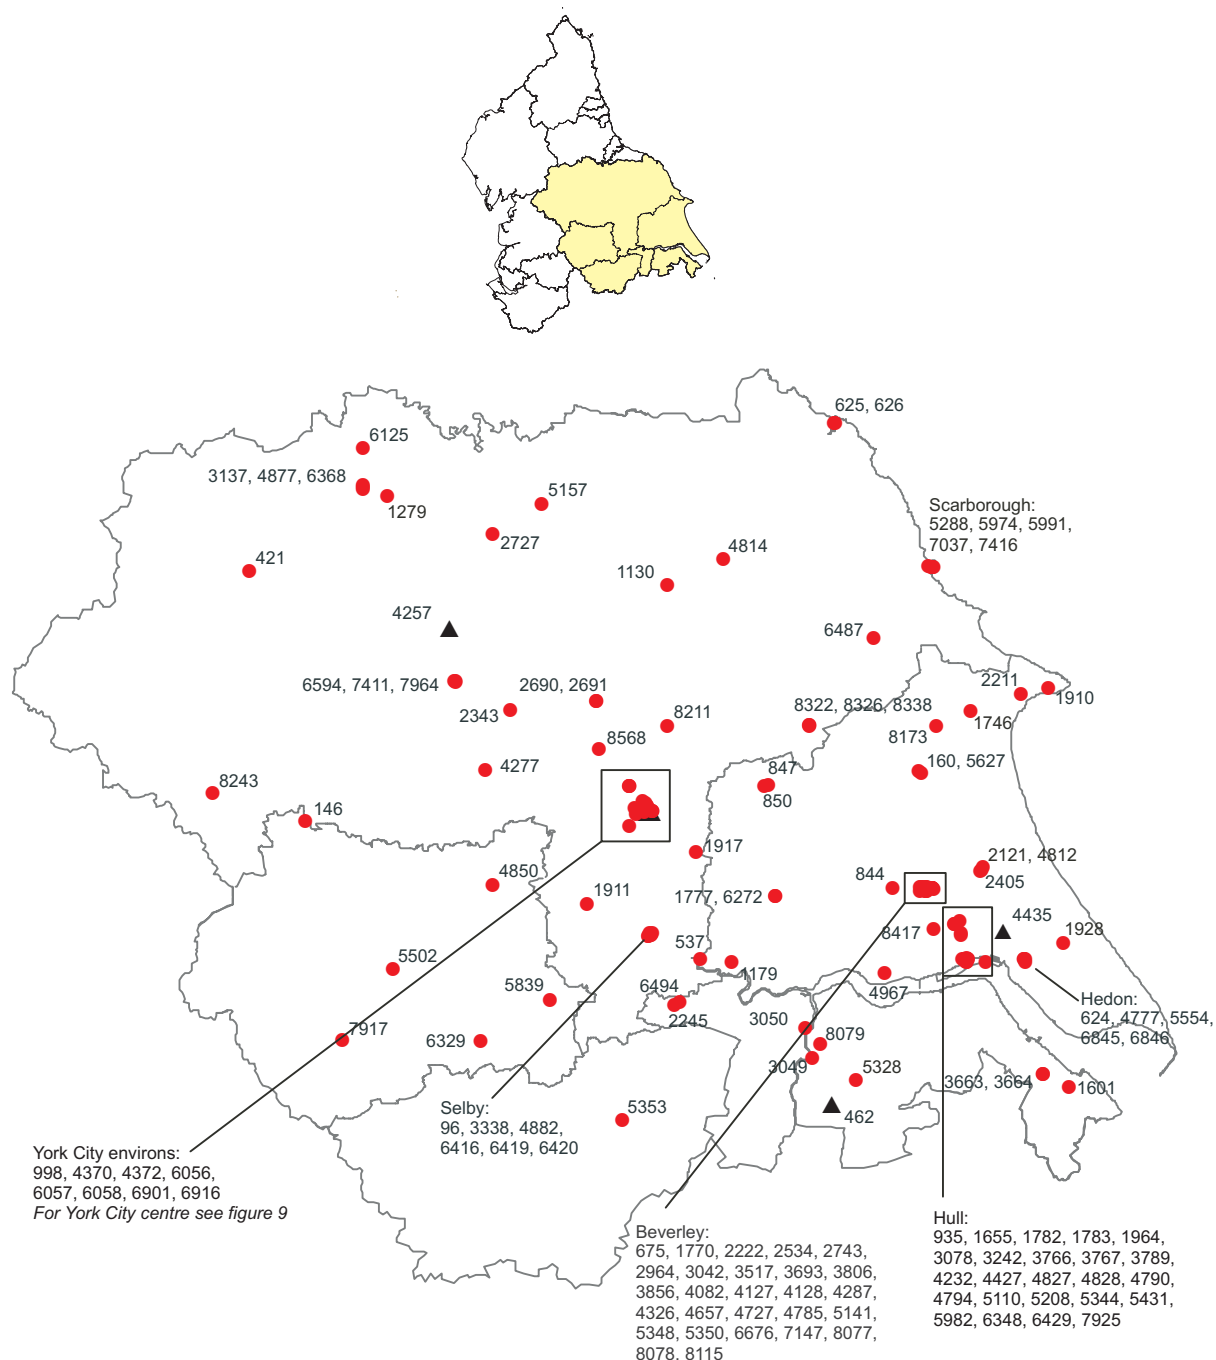 625, 626
6125
3137, 4877, 6368
1279
5157
2727
Scarborough:
5288, 5974, 5991,
7037, 7416
421
4814
1130
4257
6487
6594, 7411, 7964
2690, 2691
2343
2211
1910
8322, 8326, 8338
1746
8211
8173
8568
4277
160, 5627
847
850
8243
146
1917
2121, 4812
2405
844
4850
1911
1777, 6272
4435
8417
1928
537
1179
5502
4967
5839
6494
2245
Hedon:
624, 4777, 5554,
6845, 6846
3050
8079
7917
6329
3049
5328
3663, 3664
1601
462
5353
Selby:
96, 3338, 4882,
6416, 6419, 6420
York City environs:
998, 4370, 4372, 6056,
6057, 6058, 6901, 6916
For York City centre see figure 9
Beverley:
675, 1770, 2222, 2534, 2743,
2964, 3042, 3517, 3693, 3806,
3856, 4082, 4127, 4128, 4287,
4326, 4657, 4727, 4785, 5141,
5348, 5350, 6676, 7147, 8077,
8078, 8115
Hull:
935, 1655, 1782, 1783, 1964,
3078, 3242, 3766, 3767, 3789,
4232, 4427, 4827, 4828, 4790,
4794, 5110, 5208, 5344, 5431,
5982, 6348, 6429, 7925